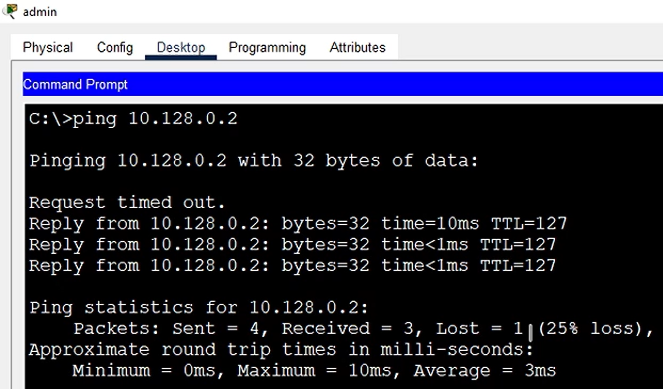 admin
Physical Config Desktop Programming Attributes
Command Prompt
C:\>ping 10.128.0.2
Pinging 10.128.0.2 with 32 bytes of data:
Request timed out.
Reply from 10.128.0.2: bytes=32 time=10ms TTL=127
Reply from 10.128.0.2: bytes=32 time<1ms TTL=127
Reply from 10.128.0.2: bytes=32 time<1ms TTL=127
Ping statistics for 10.128.0.2:
Packets: Sent = 4, Received = 3, Lost = 1 (25% loss),
Approximate round trip times in milli-seconds:
Minimum = 0ms, Maximum = 10ms, Average = 3ms